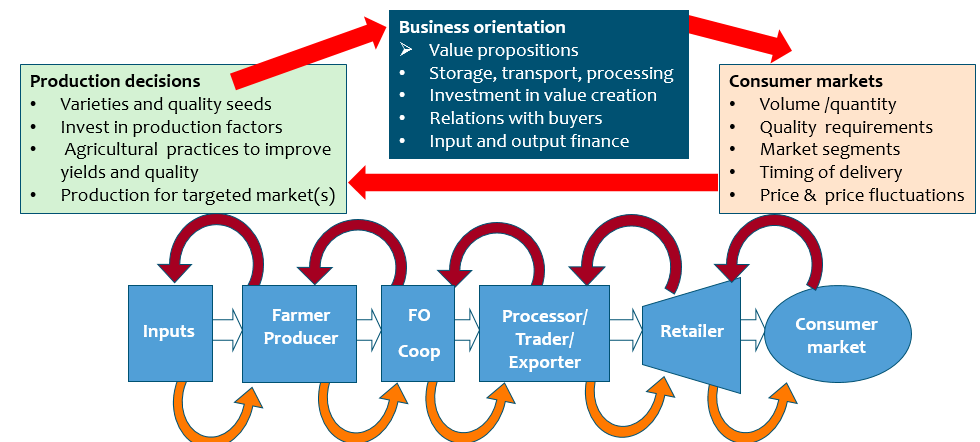 Business orientation
➢ Value propositions
• Storage, transport, processing
• Investment in value creation
• Relations with buyers
• Input and output finance
Production decisions
• Varieties and quality seeds
• Invest in production factors
• Agricultural practices to improve
yields and quality
• Production for targeted market(s)
Consumer markets
• Volume /quantity
• Quality requirements
• Market segments
• Timing of delivery
• Price & price fluctuations
Inputs
Farmer
Producer
FO
Coop
Processor/
Trader/
Exporter
Retailer
Consumer
market